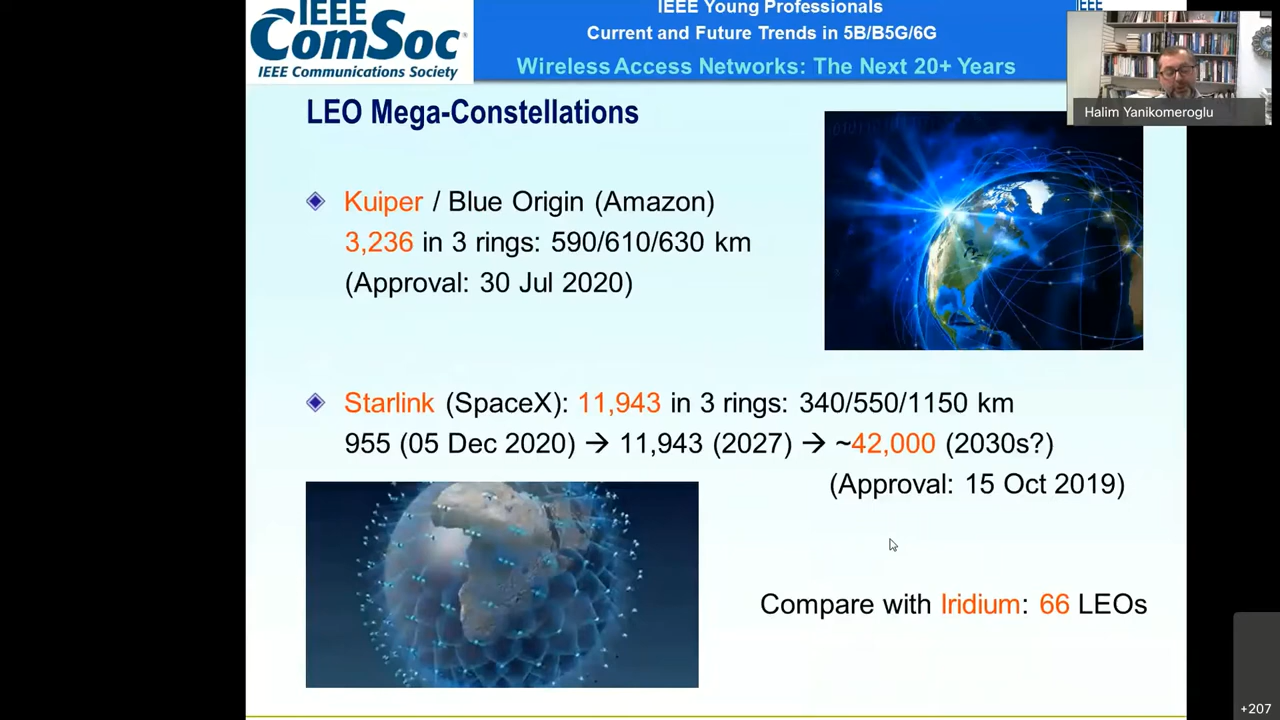 IEEE
ComSoc®
IEEE Communications Society
IEEE Young Professionals
Current and Future Trends in 5B/B5G/6G
Wireless Access Networks: The Next 20+ Years
IEEE
Halim Yanikomeroglu
LEO Mega-Constellations
Kuiper / Blue Origin (Amazon)
3,236 in 3 rings: 590/610/630 km
(Approval: 30 Jul 2020)
Starlink (SpaceX): 11,943 in 3 rings: 340/550/1150 km
955 (05 Dec 2020) → 11,943 (2027) → ~42,000 (2030s?)
(Approval: 15 Oct 2019)
Compare with Iridium: 66 LEOs
+207